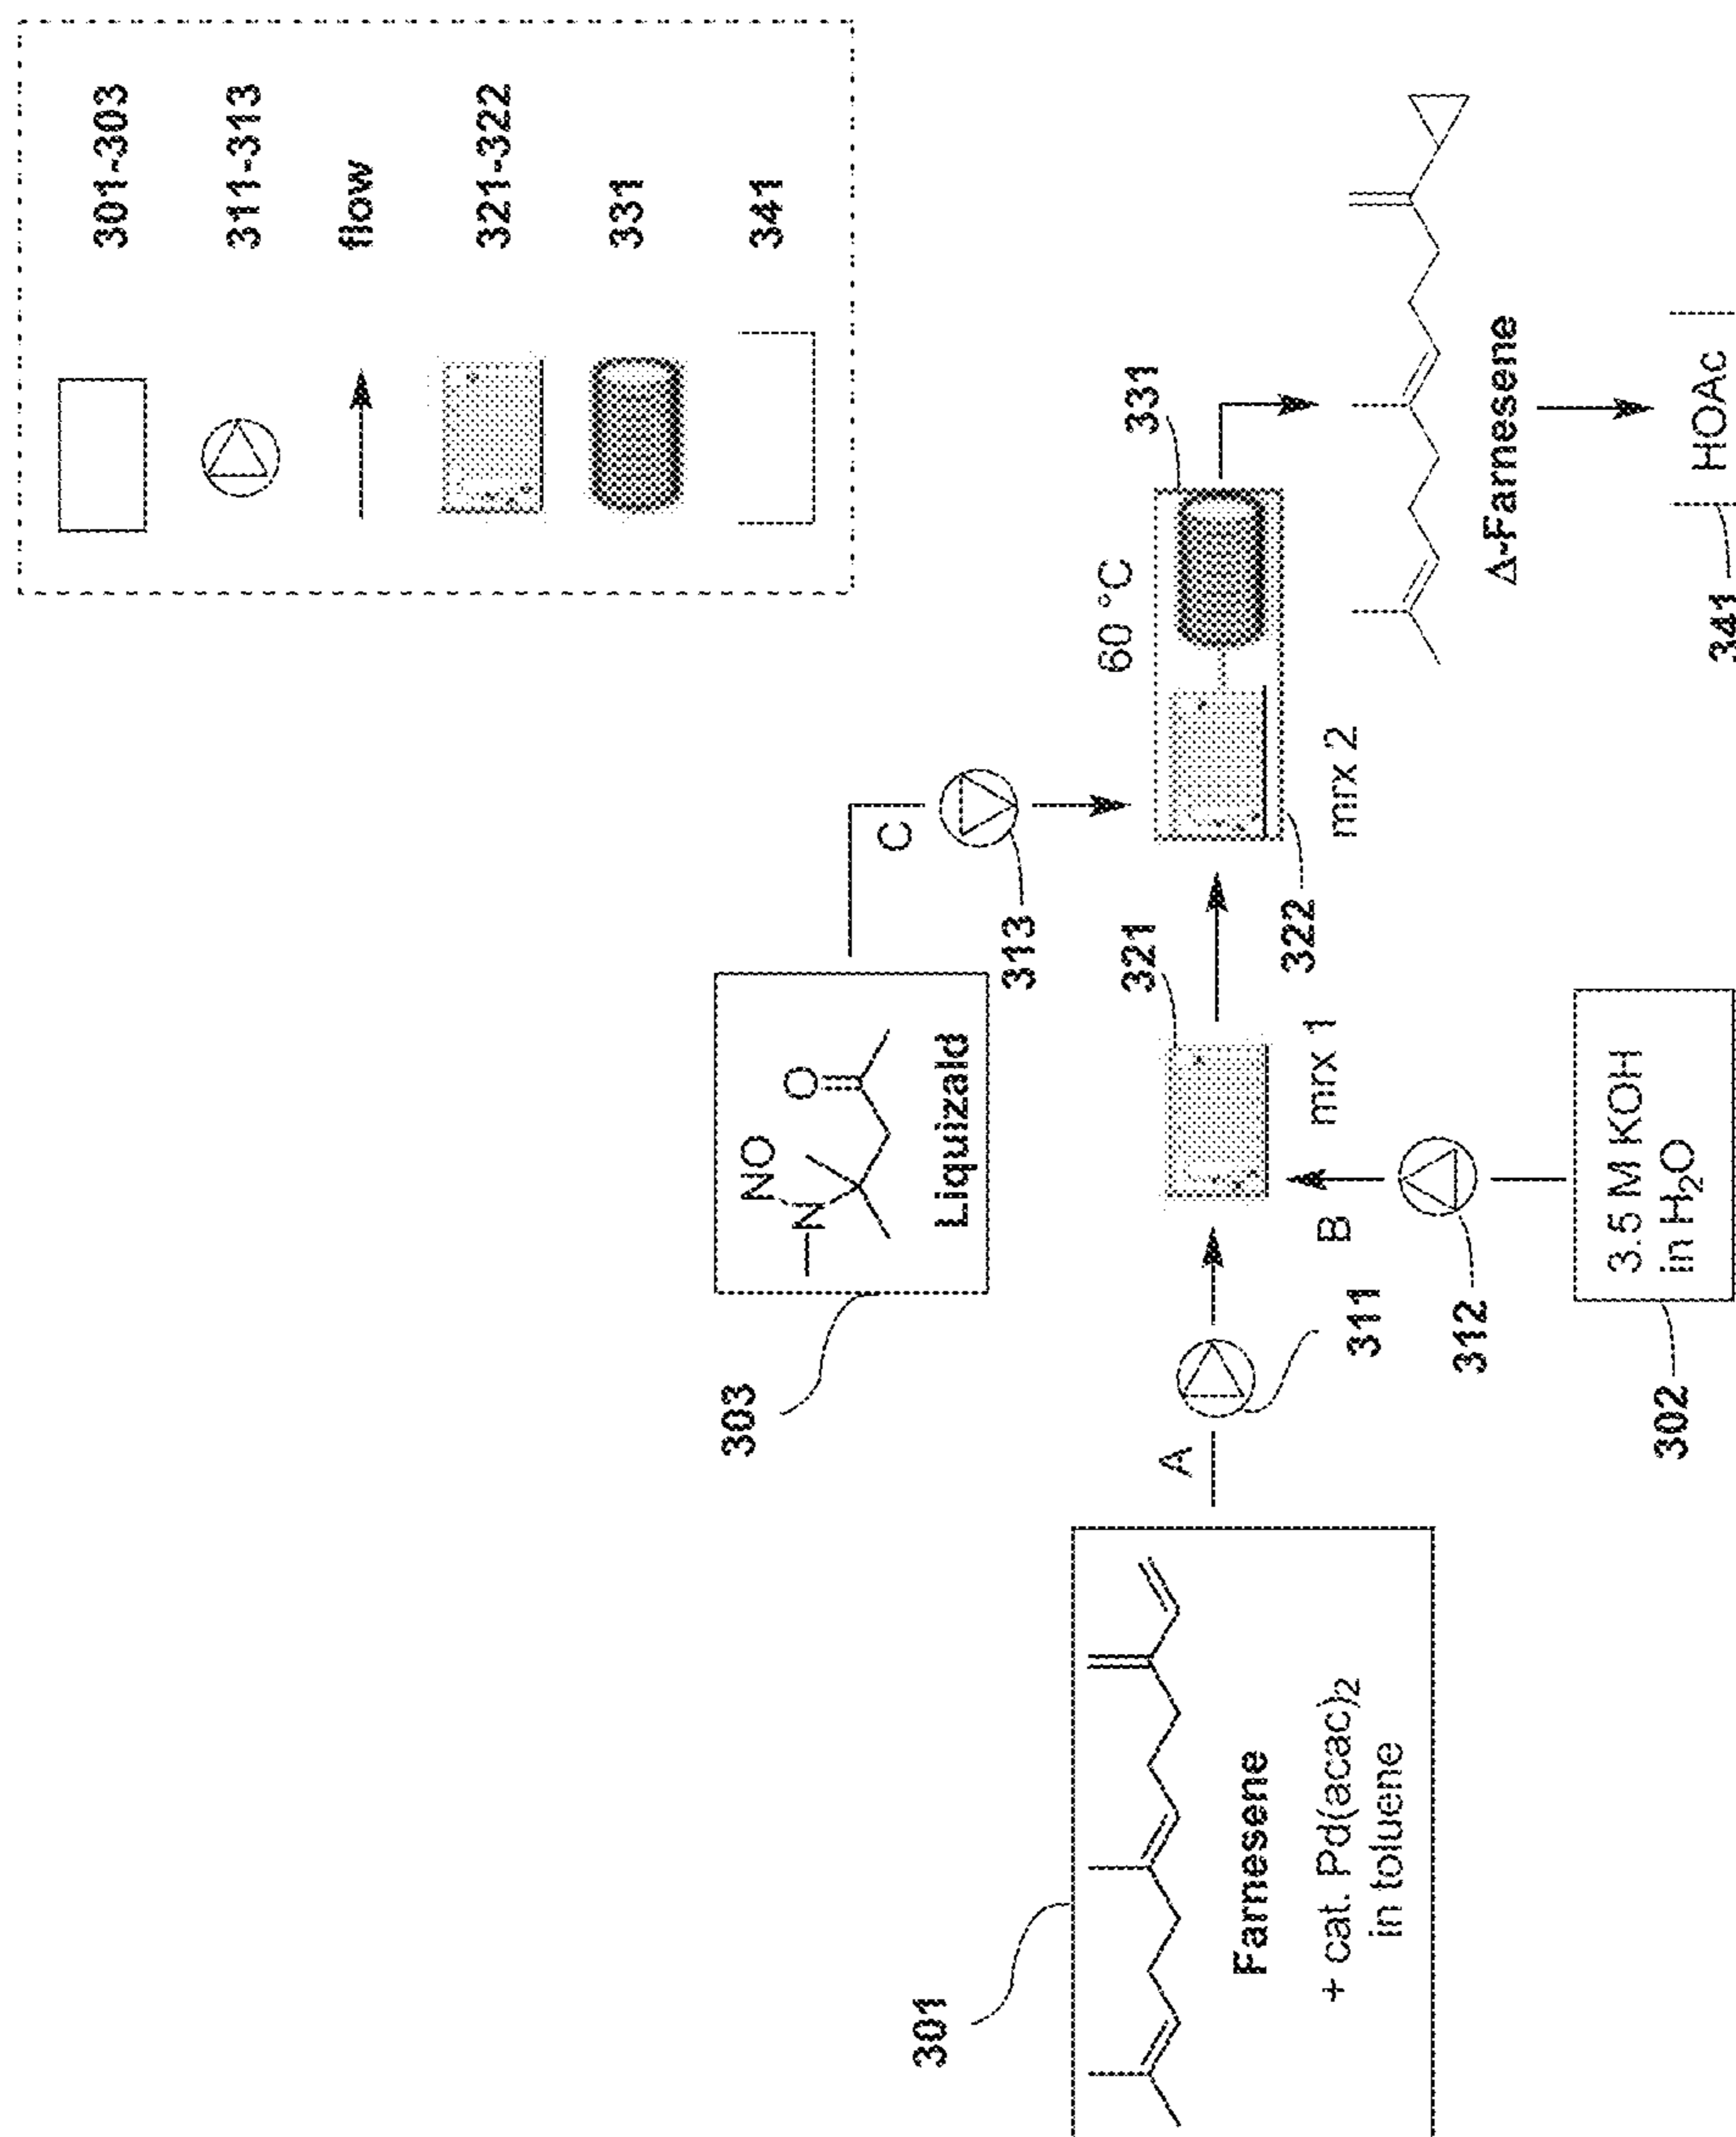 301-303
311-313
flow
321-322
331
341
303
NO
N
O
Liquizald
C
313
301
Farnesene
+ cat. Pd(acac)2
in toluene
A
311
321
mrx 1
B
312
302
3.5 M KOH
in H2O
60 °C
331
322
mrx 2
Δ-Farnesene
HOAc
341